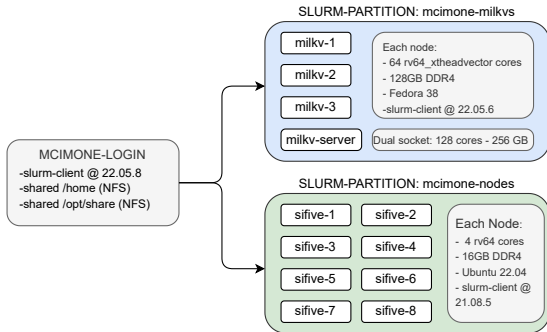 SLURM-PARTITION: mcimone-milkvs
milkv-1
milkv-2
milkv-3
milkv-server
Each node:
- 64 rv64_xtheadvector cores
- 128GB DDR4
- Fedora 38
-slurm-client @ 22.05.6
Dual socket: 128 cores - 256 GB
MCIMONE-LOGIN
-slurm-client @ 22.05.8
-shared /home (NFS)
-shared /opt/share (NFS)
SLURM-PARTITION: mcimone-nodes
sifive-1
sifive-2
sifive-3
sifive-4
sifive-5
sifive-6
sifive-7
sifive-8
Each Node:
- 4 rv64 cores
- 16GB DDR4
- Ubuntu 22.04
- slurm-client @
21.08.5